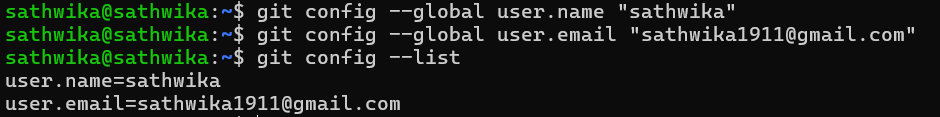 sathwika@sathwika:~$ git config --global user.name "sathwika"
sathwika@sathwika:~$ git config --global user.email "sathwika1911@gmail.com"
sathwika@sathwika:~$ git config --list
user.name=sathwika
user.email=sathwika1911@gmail.com